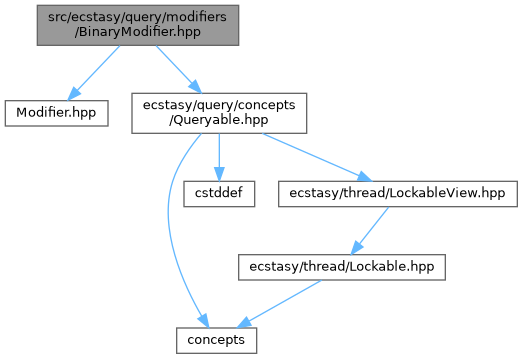 src/ecstasy/query/modifiers
/BinaryModifier.hpp
Modifier.hpp
ecstasy/query/concepts
/Queryable.hpp
cstddef
ecstasy/thread/LockableView.hpp
ecstasy/thread/Lockable.hpp
concepts